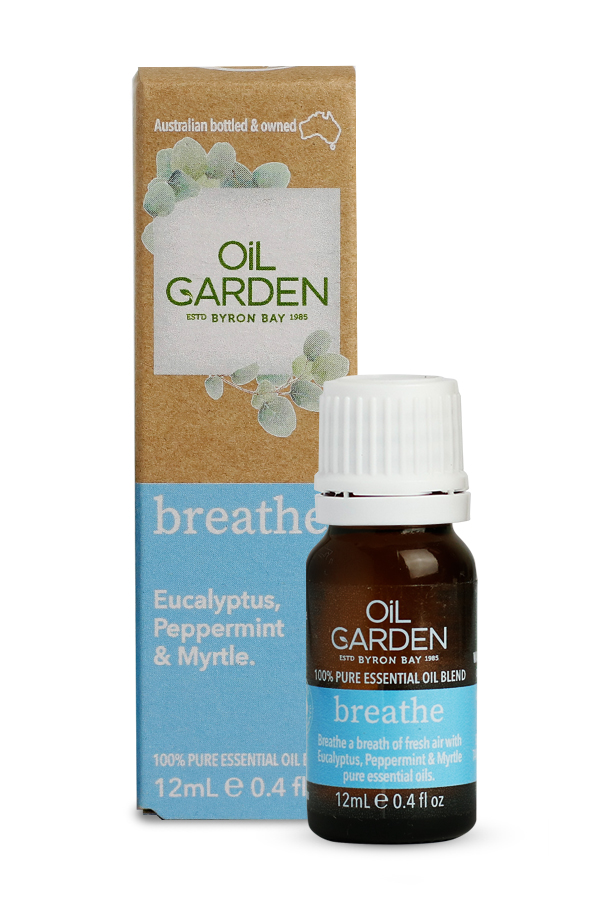 Australian bottled & owned
OiL
GARDEN
ESTD BYRON BAY 1985
breathe
Eucalyptus,
Peppermint
& Myrtle.
100% PURE ESSENTIAL OIL
12mL ℮ 0.4 fl
OiL
GARDEN
ESTD BYRON BAY 1985
100% PURE ESSENTIAL OIL BLEND
breathe
Breathe a breath of fresh air with
Eucalyptus, Peppermint & Myrtle
pure essential oils.
12mL ℮ 0.4 fl oz